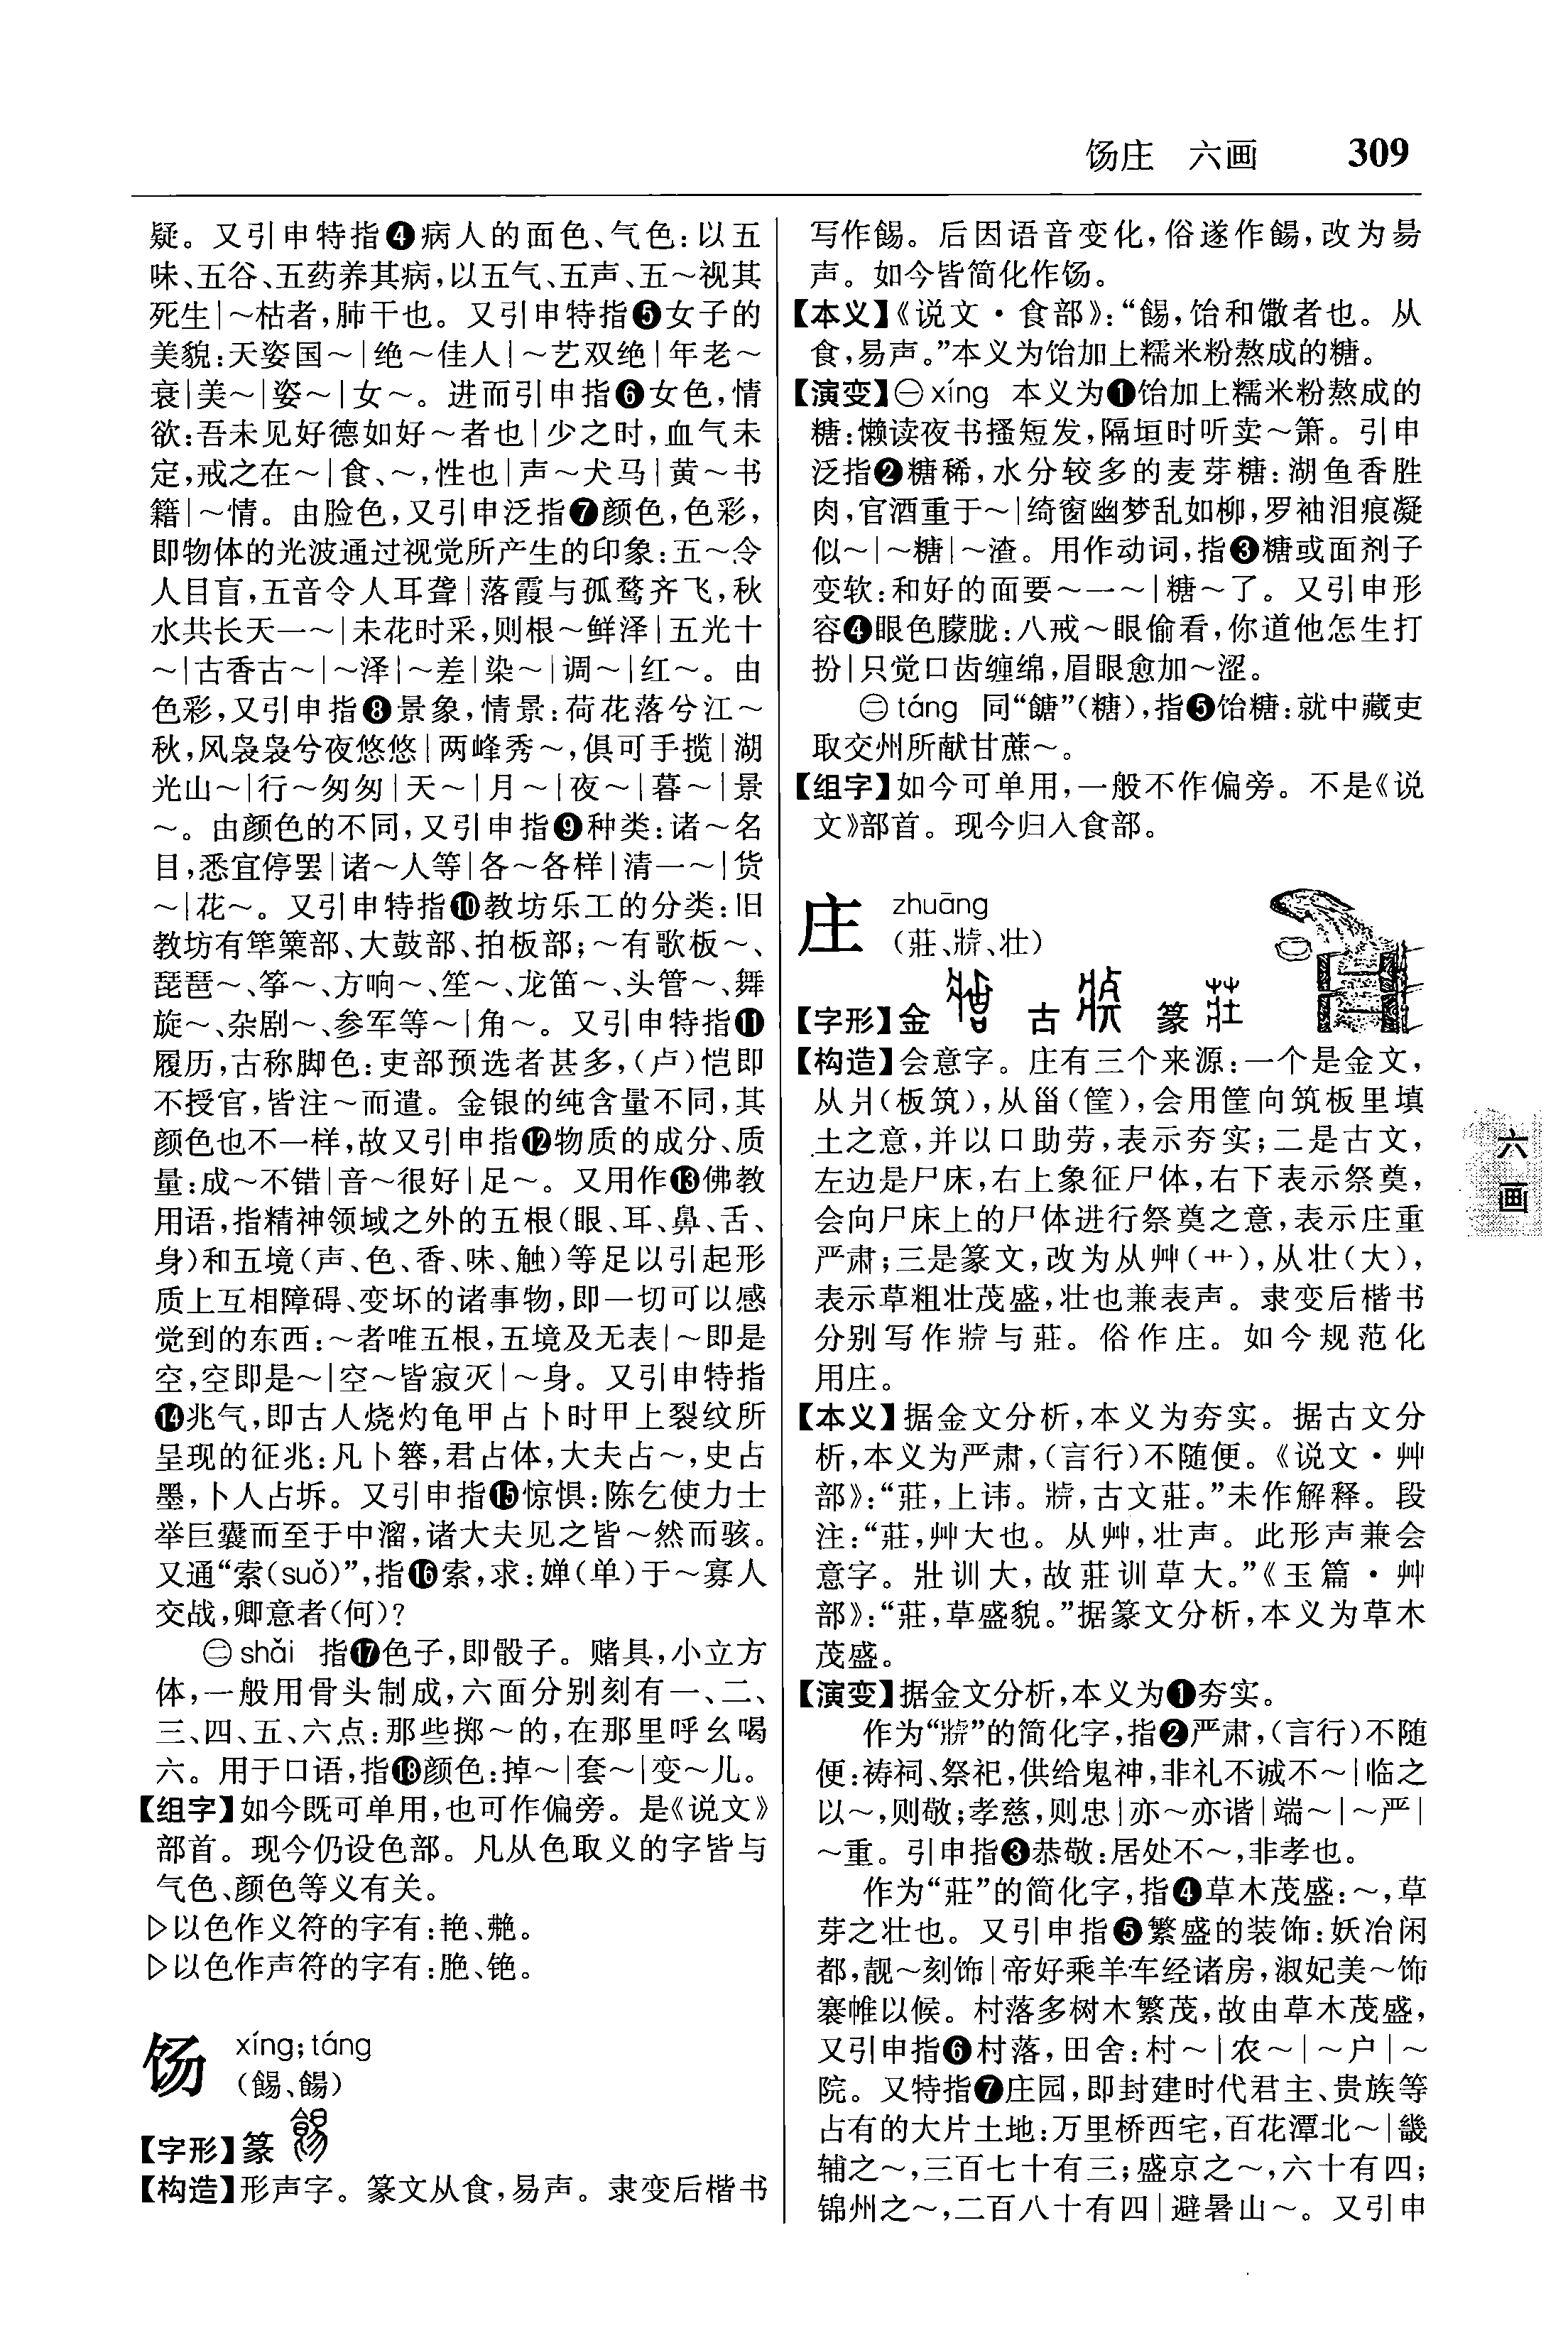 饧庄 六画 309
疑。又引申特指❹病人的面色、气色:以五
味、五谷、五药养其病,以五气、五声、五～视其
死生|～枯者,肺干也。又引申特指❺女子的
美貌:天姿国～|绝～佳人|～艺双绝|年老～
衰|美～|姿～|女～。进而引申指❻女色,情
欲:吾未见好德如好～者也|少之时,血气未
定,戒之在～|食、～,性也|声～犬马|黄～书
籍|～情。由脸色,又引申泛指❼颜色,色彩,
即物体的光波通过视觉所产生的印象:五～令
人目盲,五音令人耳聋|落霞与孤鹜齐飞,秋
水共长天一～|未花时采,则根～鲜泽|五光十
～|古香古～|～泽|～差|染～|调～|红～。由
色彩,又引申指❽景象,情景:荷花落兮江～
秋,风袅袅兮夜悠悠|两峰秀～,俱可手揽|湖
光山～|行～匆匆|天～|月～|夜～|暮～|景
～。由颜色的不同,又引申指❾种类:诸～名
目,悉宜停罢|诸～人等|各～各样|清一～|货
～|花～。又引申特指❿教坊乐工的分类:旧
教坊有筚篥部、大鼓部、拍板部;～有歌板～、
琵琶～、筝～、方响～、笙～、龙笛～、头管～、舞
旋～、杂剧～、参军等～|角～。又引申特指⓫
履历,古称脚色:吏部预选者甚多,(卢)恺即
不授官,皆注～而遣。金银的纯含量不同,其
颜色也不一样,故又引申指⓬物质的成分、质
量:成～不错|音～很好|足～。又用作⓭佛教
用语,指精神领域之外的五根(眼、耳、鼻、舌、
身)和五境(声、色、香、味、触)等足以引起形
质上互相障碍、变坏的诸事物,即一切可以感
觉到的东西:～者唯五根,五境及无表|～即是
空,空即是～|空～皆寂灭|～身。又引申特指
⓮兆气,即古人烧灼龟甲占卜时甲上裂纹所
呈现的征兆:凡卜簭,君占体,大夫占～,史占
墨,卜人占坼。又引申指⓯惊惧:陈乞使力士
举巨囊而至于中溜,诸大夫见之皆～然而骇。
又通“索(suǒ)”,指⓰索,求:婵(单)于～寡人
交战,卿意者(何)?
㊁shǎi 指⓱色子,即骰子。赌具,小立方
体,一般用骨头制成,六面分别刻有一、二、
三、四、五、六点:那些掷～的,在那里呼幺喝
六。用于口语,指⓲颜色:掉～|套～|变～儿。
【组字】如今既可单用,也可作偏旁。是《说文》
部首。现今仍设色部。凡从色取义的字皆与
气色、颜色等义有关。
▷以色作义符的字有:艳、艴。
▷以色作声符的字有:脃、铯。
饧 xíng;táng
(餳、餳)
【字形】篆
【构造】形声字。篆文从食,易声。隶变后楷书
写作餳。后因语音变化,俗遂作餳,改为昜
声。如今皆简化作饧。
【本义】《说文·食部》:“餳,饴和馓者也。从
食,易声。”本义为饴加上糯米粉熬成的糖。
【演变】㊀xíng 本义为❶饴加上糯米粉熬成的
糖:懒读夜书搔短发,隔垣时听卖～箫。引申
泛指❷糖稀,水分较多的麦芽糖:湖鱼香胜
肉,官酒重于～|绮窗幽梦乱如柳,罗袖泪痕凝
似～|～糖|～渣。用作动词,指❸糖或面剂子
变软:和好的面要～一～|糖～了。又引申形
容❹眼色朦胧:八戒～眼偷看,你道他怎生打
扮|只觉口齿缠绵,眉眼愈加～涩。
㊁táng 同“餹”(糖),指❺饴糖:就中藏吏
取交州所献甘蔗～。
【组字】如今可单用,一般不作偏旁。不是《说
文》部首。现今归入食部。
庄 zhuāng
(莊、㽵、壮)
【字形】金 古 篆
【构造】会意字。庄有三个来源:一个是金文,
从爿(板筑),从甾(筐),会用筐向筑板里填
土之意,并以口助劳,表示夯实;二是古文,
左边是尸床,右上象征尸体,右下表示祭奠,
会向尸床上的尸体进行祭奠之意,表示庄重
严肃;三是篆文,改为从艸(艹),从壮(大),
表示草粗壮茂盛,壮也兼表声。隶变后楷书
分别写作 与莊。俗作庄。如今规范化
用庄。
【本义】据金文分析,本义为夯实。据古文分
析,本义为严肃,(言行)不随便。《说文·艸
部》:“莊,上讳。 ,古文莊。”未作解释。段
注:“莊,艸大也。从艸,壮声。此形声兼会
意字。壯训大,故莊训草大。”《玉篇·艸
部》:“莊,草盛貌。”据篆文分析,本义为草木
茂盛。
【演变】据金文分析,本义为❶夯实。
作为“ ”的简化字,指❷严肃,(言行)不随
便:祷祠、祭祀,供给鬼神,非礼不诚不～|临之
以～,则敬;孝慈,则忠|亦～亦谐|端～|～严|
～重。引申指❸恭敬:居处不～,非孝也。
作为“莊”的简化字,指❹草木茂盛:～,草
芽之壮也。又引申指❺繁盛的装饰:妖冶闲
都,靓～刻饰|帝好乘羊车经诸房,淑妃美～饰
褰帷以候。村落多树木繁茂,故由草木茂盛,
又引申指❻村落,田舍:村～|农～|～户|～
院。又特指❼庄园,即封建时代君主、贵族等
占有的大片土地:万里桥西宅,百花潭北～|畿
辅之～,三百七十有三;盛京之～,六十有四;
锦州之～,二百八十有四|避暑山～。又引申
六
画